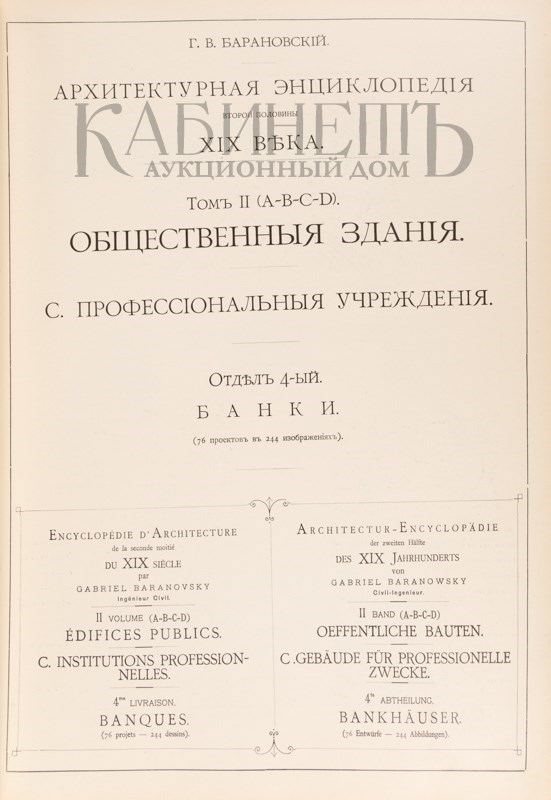 Г. В. БАРАНОВСКІЙ.
АРХИТЕКТУРНАЯ ЭНЦИКЛОПЕДІЯ
ВТОРОЙ ПОЛОВИНЫ
КАБИНЕТЪ
XIX ВѢКА.
АУКЦИОННЫЙ ДОМ
ТОМЪ II (A-B-C-D).
ОБЩЕСТВЕННЫЯ ЗДАНІЯ.
С. ПРОФЕССІОНАЛЬНЫЯ УЧРЕЖДЕНІЯ.
ОТДѢЛЪ 4-ЫЙ.
БАНКИ.
(76 проектовъ въ 244 изображеніяхъ).
ENCYCLOPÉDIE D'ARCHITECTURE
de la seconde moitié
DU XIX SIÈCLE
par
GABRIEL BARANOVSKY
Ingénieur Civil.
II VOLUME (A-B-C-D)
ÉDIFICES PUBLICS.
C. INSTITUTIONS PROFESSION-
NELLES.
4me LIVRAISON.
BANQUES.
(76 projets — 244 dessins).
ARCHITECTUR-ENCYCLOPÄDIE
der zweiten Hälfte
DES XIX JAHRHUNDERTS
von
GABRIEL BARANOWSKY
Civil-Ingenieur.
II BAND (A-B-C-D)
OEFFENTLICHE BAUTEN.
C.GEBÄUDE FÜR PROFESSIONELLE
ZWECKE.
4te ABTHEILUNG.
BANKHÄUSER.
(76 Entwürfe — 244 Abbildungen).